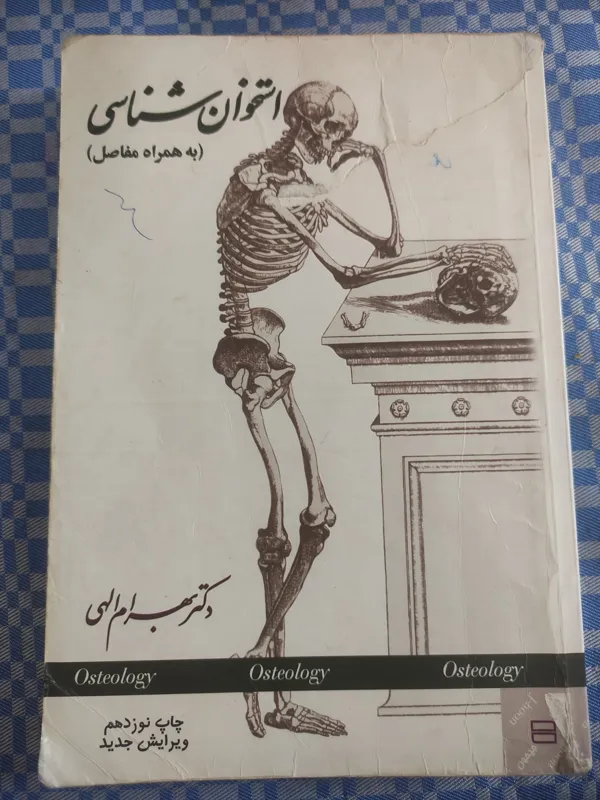 استخوان‌شناسی
(به همراه مفاصل)
دکتر بهرام الهی
Osteology Osteology Osteology
چاپ نوزدهم
ویرایش جدید